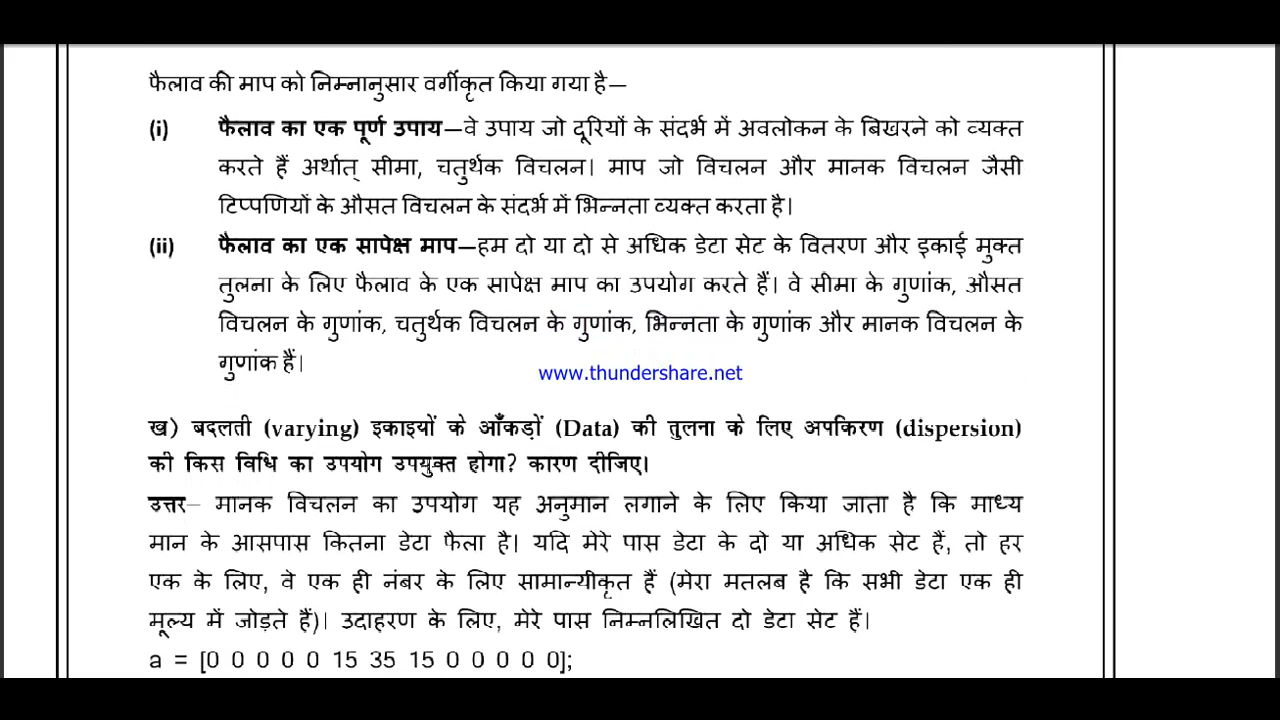 फैलाव की माप को निम्नानुसार वर्गीकृत किया गया है—
(i) फैलाव का एक पूर्ण उपाय—वे उपाय जो दूरियों के संदर्भ में अवलोकन के बिखरने को व्यक्त
करते हैं अर्थात् सीमा, चतुर्थक विचलन। माप जो विचलन और मानक विचलन जैसी
टिप्पणियों के औसत विचलन के संदर्भ में भिन्नता व्यक्त करता है।
(ii) फैलाव का एक सापेक्ष माप—हम दो या दो से अधिक डेटा सेट के वितरण और इकाई मुक्त
तुलना के लिए फैलाव के एक सापेक्ष माप का उपयोग करते हैं। वे सीमा के गुणांक, औसत
विचलन के गुणांक, चतुर्थक विचलन के गुणांक, भिन्नता के गुणांक और मानक विचलन के
गुणांक हैं।
www.thundershare.net
ख) बदलती (varying) इकाइयों के आँकड़ों (Data) की तुलना के लिए अपकिरण (dispersion)
की किस विधि का उपयोग उपयुक्त होगा? कारण दीजिए।
उत्तर– मानक विचलन का उपयोग यह अनुमान लगाने के लिए किया जाता है कि माध्य
मान के आसपास कितना डेटा फैला है। यदि मेरे पास डेटा के दो या अधिक सेट हैं, तो हर
एक के लिए, वे एक ही नंबर के लिए सामान्यीकृत हैं (मेरा मतलब है कि सभी डेटा एक ही
मूल्य में जोड़ते हैं)। उदाहरण के लिए, मेरे पास निम्नलिखित दो डेटा सेट हैं।
a = [0 0 0 0 0 15 35 15 0 0 0 0 0];